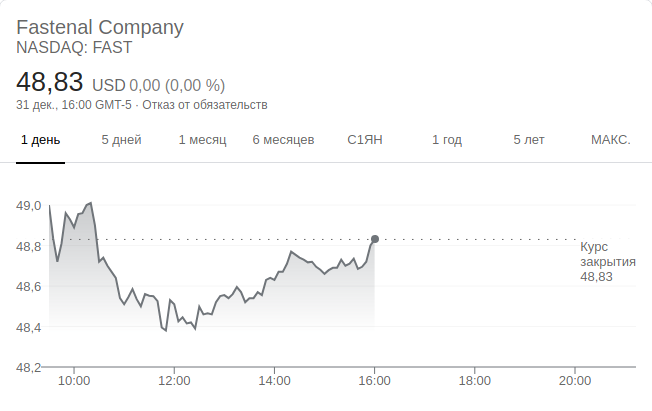 Fastenal Company
NASDAQ: FAST
48,83 USD 0,00 (0,00 %)
31 дек., 16:00 GMT-5 · Отказ от обязательств
1 день 5 дней 1 месяц 6 месяцев С1ЯН 1 год 5 лет МАКС.
49,0
48,8
48,6
48,4
48,2
Курс
закрытия
48,83
10:00 12:00 14:00 16:00 18:00 20:00